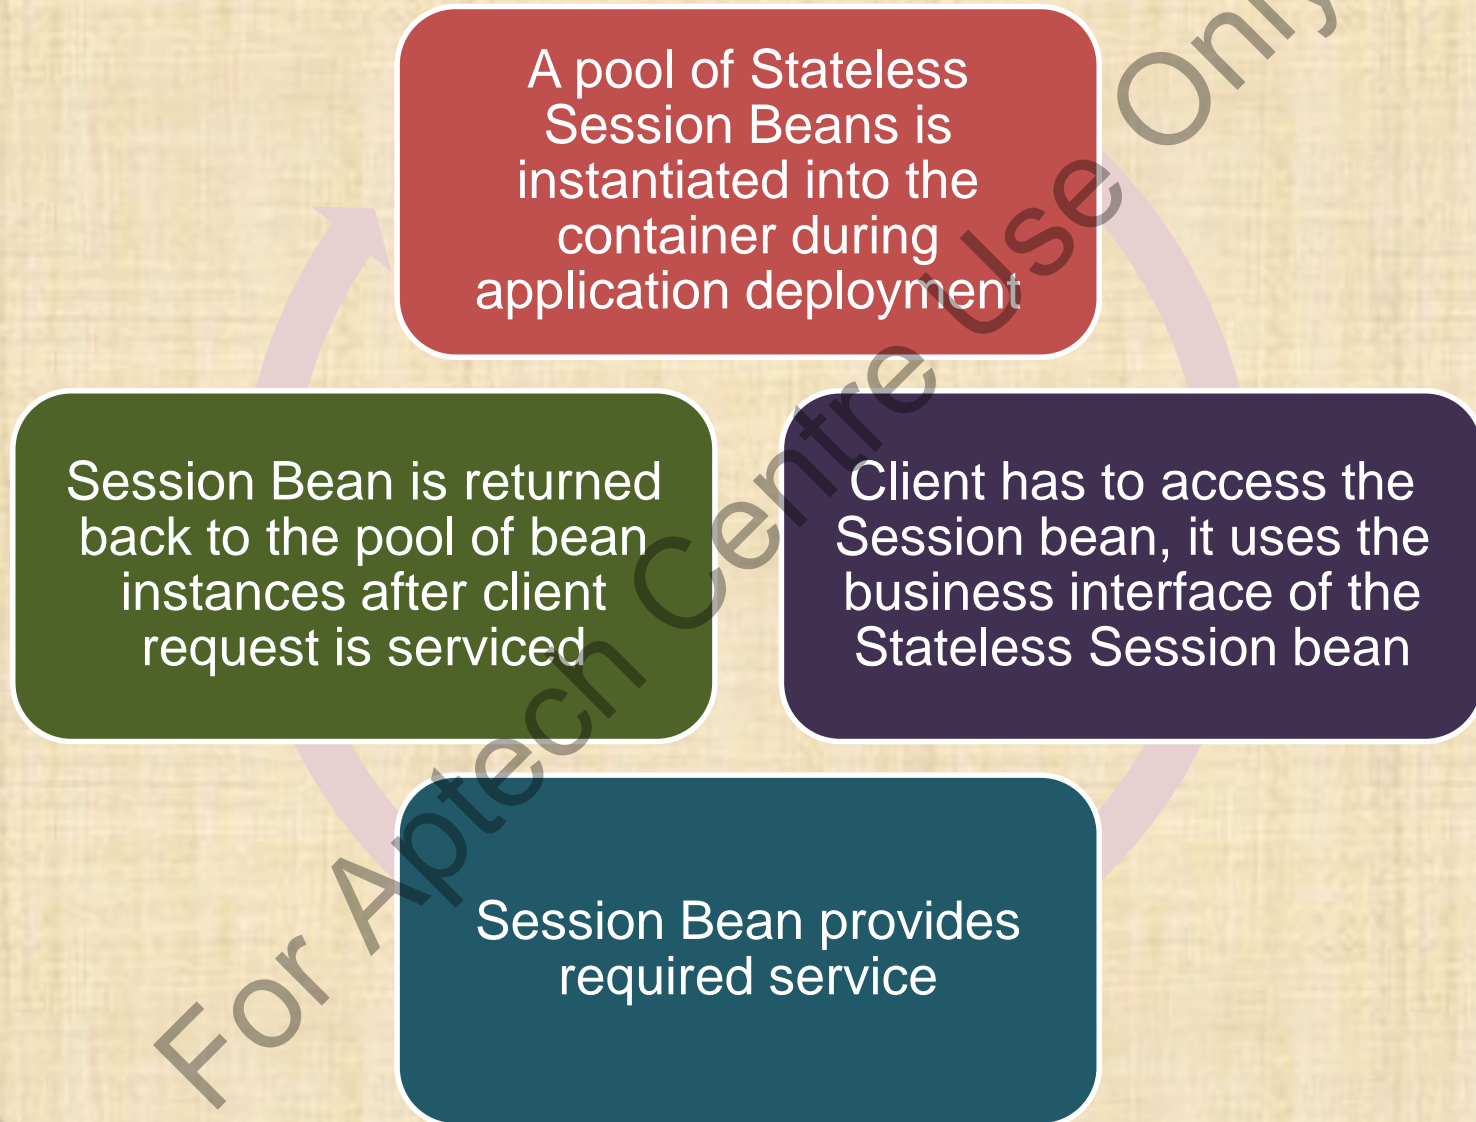 A pool of Stateless
Session Beans is
instantiated into the
container during
application deployment
Client has to access the
Session bean, it uses the
business interface of the
Stateless Session bean
Session Bean provides
required service
Session Bean is returned
back to the pool of bean
instances after client
request is serviced
For Aptech Centre Use Only